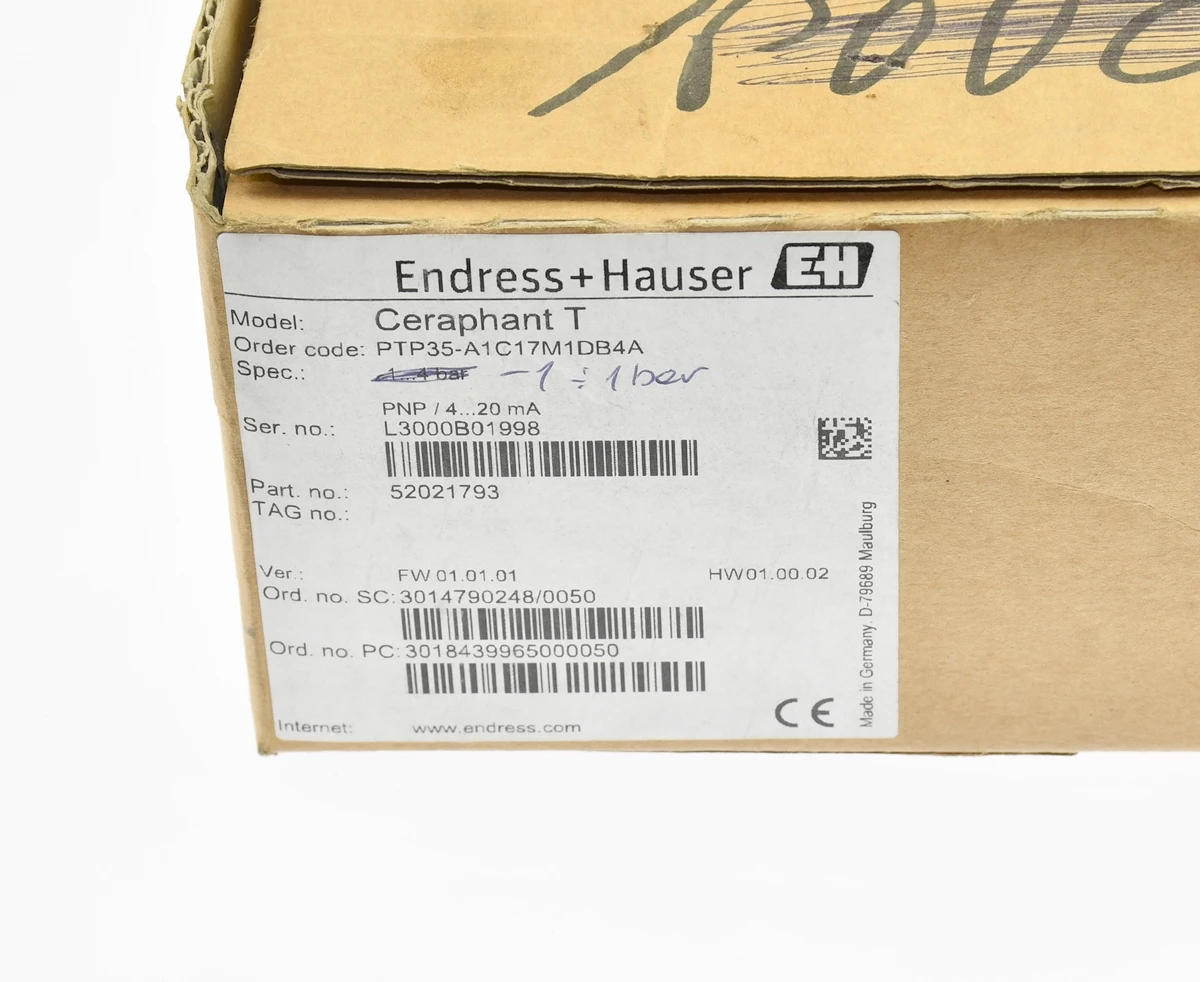 Endress+Hauser EH
Model: Ceraphant T
Order code: PTP35-A1C17M1DB4A
Spec.: -1...4 bar -1 ÷ 1 bar
PNP / 4...20 mA
Ser. no.: L3000B01998
Part. no.: 52021793
TAG no.:
Ver.: FW 01.01.01 HW01.00.02
Ord. no. SC: 3014790248/0050
Ord. no. PC: 3018439965000050
Internet: www.endress.com
CE
Made in Germany, D-79689 Maulburg